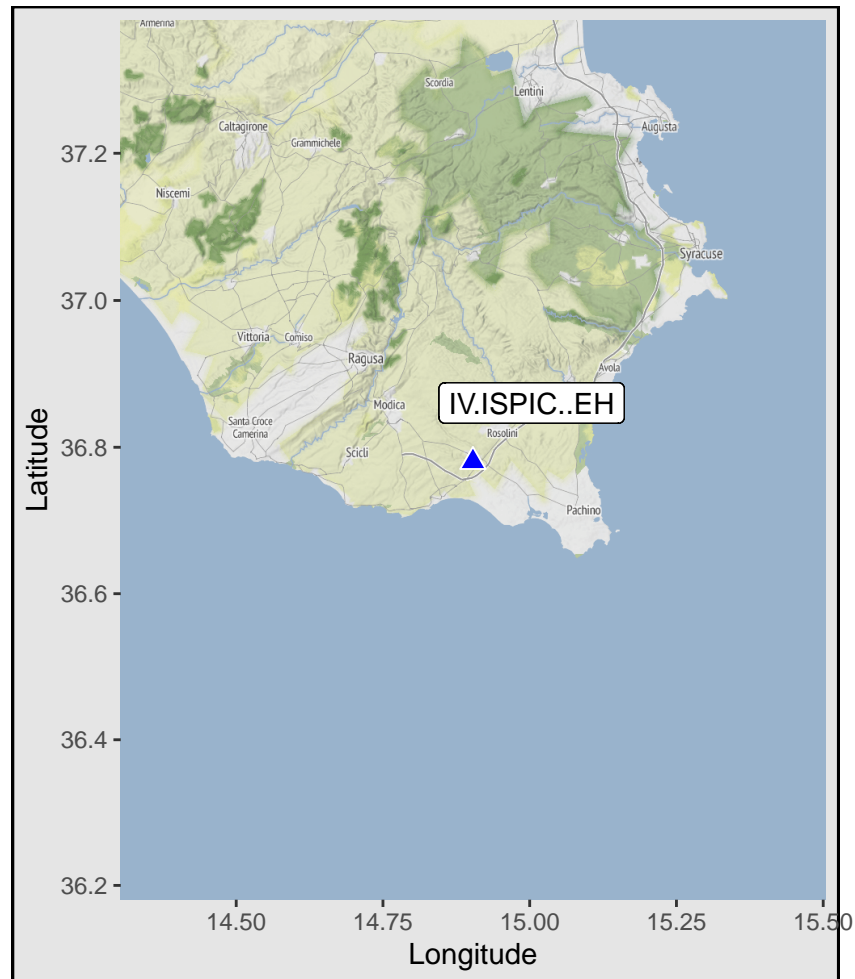 Armenna
Scordia
Lentini
Caltagirone
Augusta
Grammichele
37.2
Niscemi
Syracuse
37.0
Vittoria
Comiso
Ragusa
Avola
Modica
IV.ISPIC..EH
Santa Croce
Camerina
Rosolini
36.8
Scicli
Latitude
Pachino
36.6
36.4
36.2
14.50
14.75
15.00
15.25
15.50
Longitude